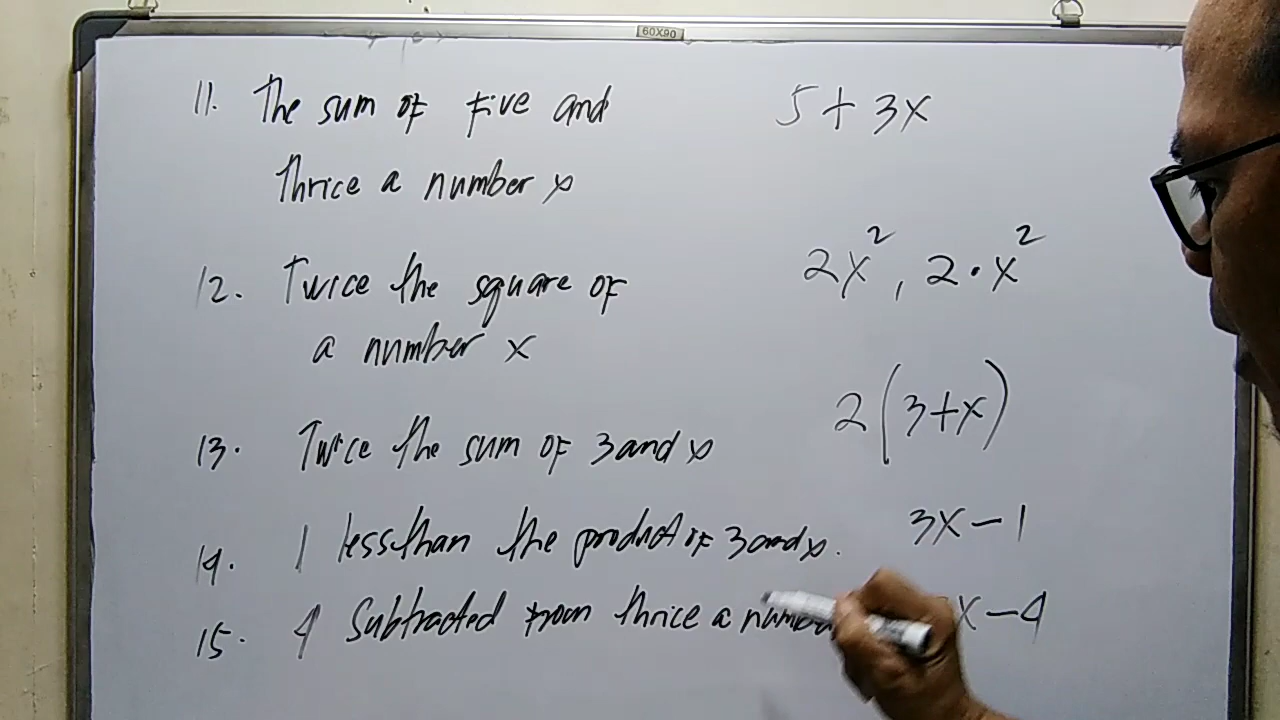 60X90
11. The sum of five and 5 + 3x
thrice a number x
12. Twice the square of 2x², 2·x²
a number x
13. Twice the sum of 3 and x 2(3+x)
14. 1 less than the product of 3 and x. 3x-1
15. 4 subtracted from thrice a x-4